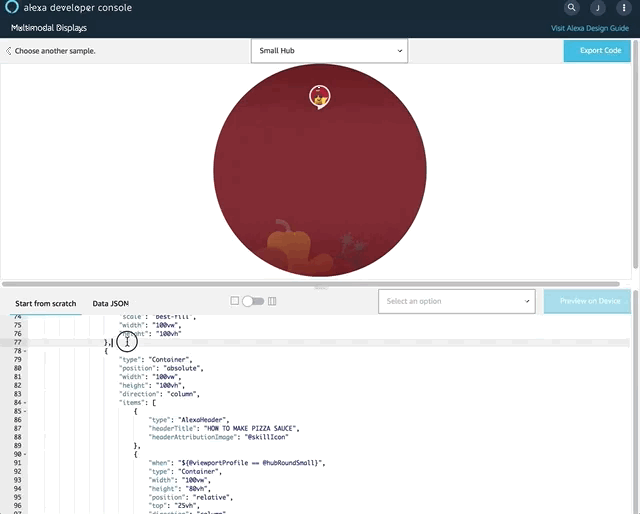 alexa developer console
J
Multimodal Displays
Visit Alexa Design Guide
Choose another sample.
Small Hub
Export Code
Start from scratch
Data JSON
Select an option
Preview on Device
74 "scale": "best-fill",
75 "width": "100vw",
76 "height": "100vh"
77 },
78 - {
79 "type": "Container",
80 "position": "absolute",
81 "width": "100vw",
82 "height": "100vh",
83 "direction": "column",
84 - "items": [
85 - {
86 "type": "AlexaHeader",
87 "headerTitle": "HOW TO MAKE PIZZA SAUCE",
88 "headerAttributionImage": "@skillIcon"
89 },
90 - {
91 "when": "${@viewportProfile == @hubRoundSmall}",
92 "type": "Container",
93 "width": "100vw",
94 "height": "80vh",
95 "position": "relative",
96 "top": "25vh",
97 "direction": "column",